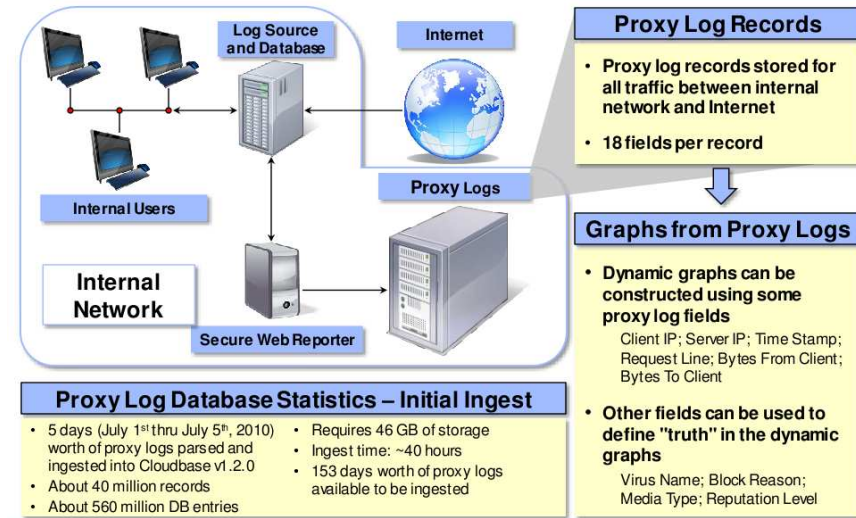 Log Source
and Database
Internet
Internal Users
Proxy Logs
Internal
Network
Secure Web Reporter
Proxy Log Records
• Proxy log records stored for
all traffic between internal
network and Internet
• 18 fields per record
Graphs from Proxy Logs
• Dynamic graphs can be
constructed using some
proxy log fields
Client IP; Server IP; Time Stamp;
Request Line; Bytes From Client;
Bytes To Client
• Other fields can be used to
define "truth" in the dynamic
graphs
Virus Name; Block Reason;
Media Type; Reputation Level
Proxy Log Database Statistics – Initial Ingest
• 5 days (July 1st thru July 5th, 2010)
worth of proxy logs parsed and
ingested into Cloudbase v1.2.0
• About 40 million records
• About 560 million DB entries
• Requires 46 GB of storage
• Ingest time: ~40 hours
• 153 days worth of proxy logs
available to be ingested